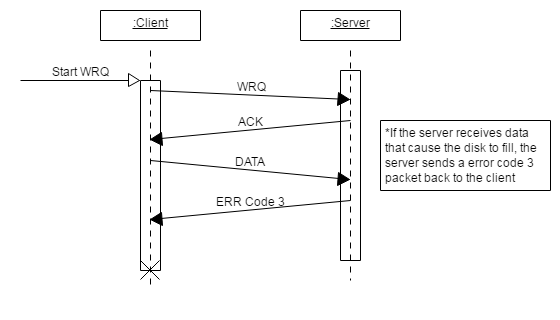 :Client
:Server
Start WRQ
WRQ
ACK
*If the server receives data
that cause the disk to fill, the
server sends a error code 3
packet back to the client
DATA
ERR Code 3